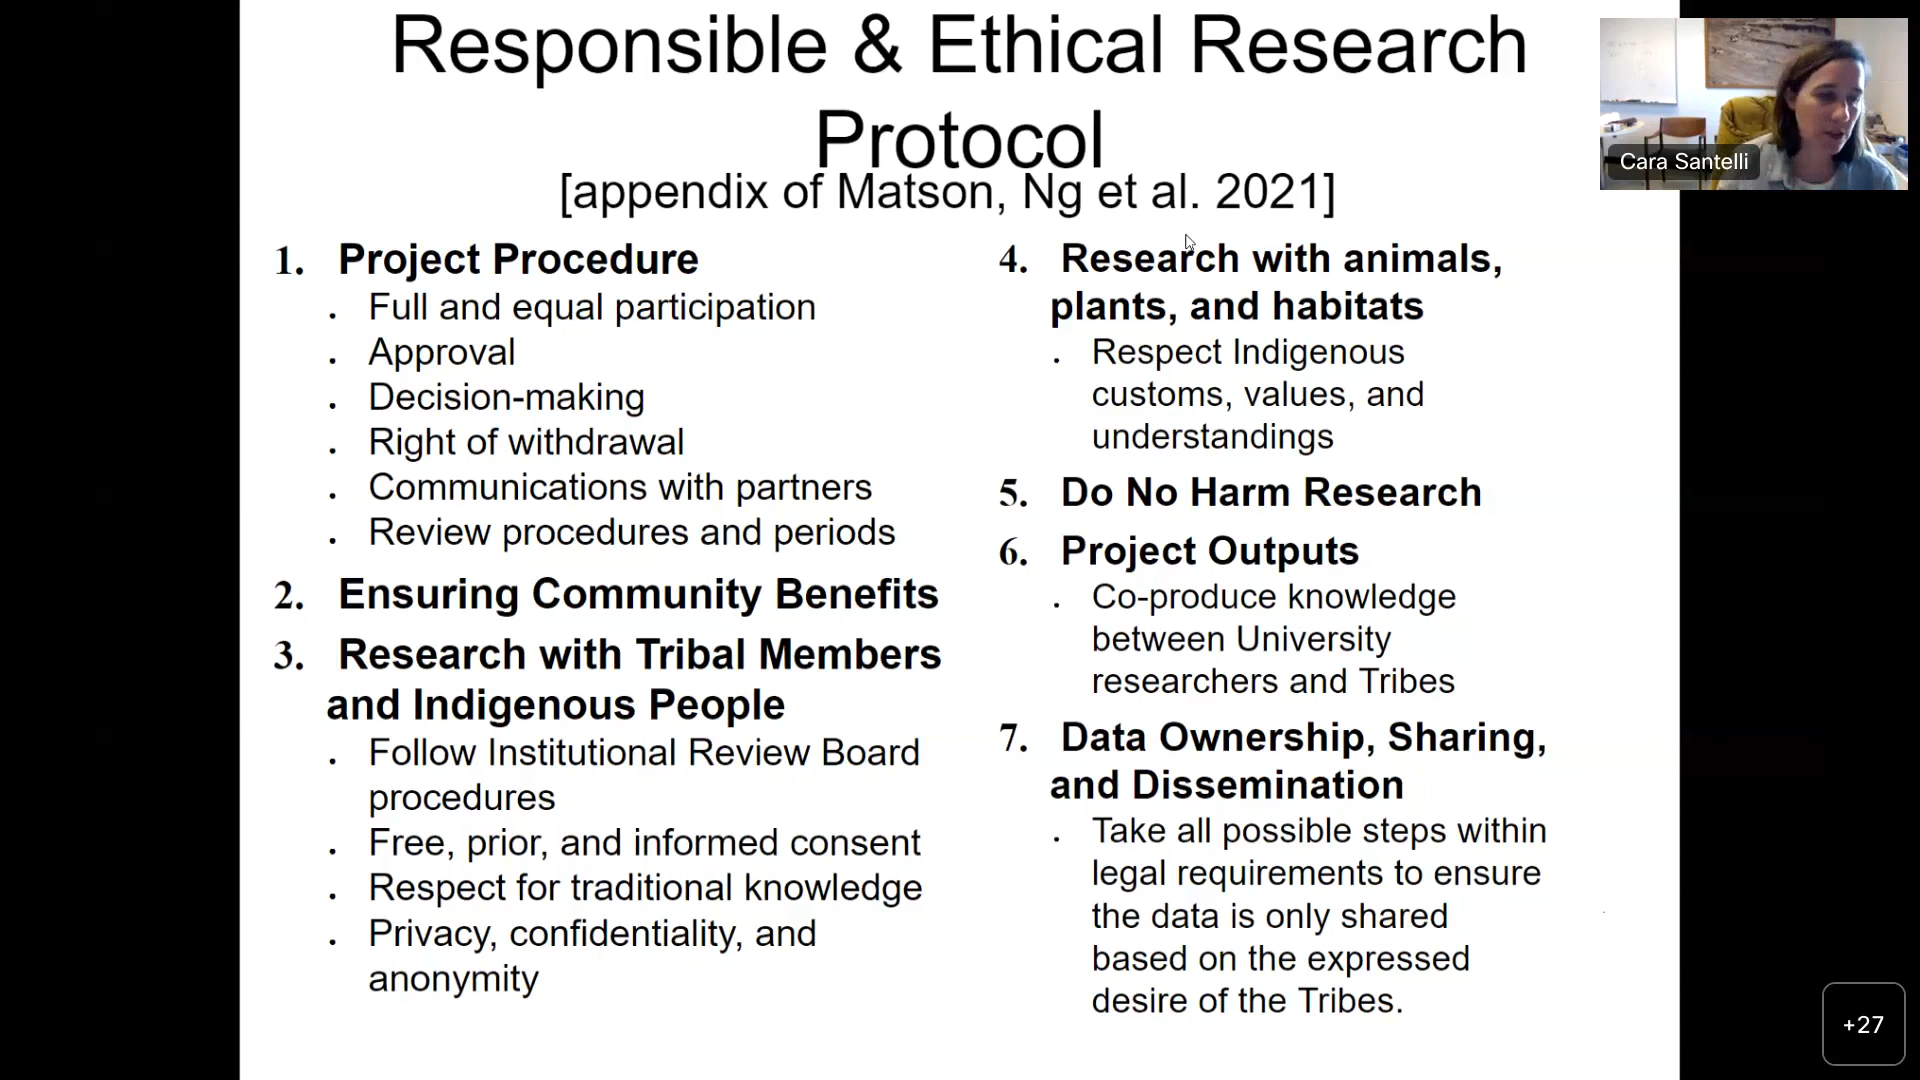 Responsible & Ethical Research
Protocol
[appendix of Matson, Ng et al. 2021]
1. Project Procedure
. Full and equal participation
. Approval
. Decision-making
. Right of withdrawal
. Communications with partners
. Review procedures and periods
2. Ensuring Community Benefits
3. Research with Tribal Members
and Indigenous People
. Follow Institutional Review Board
procedures
. Free, prior, and informed consent
. Respect for traditional knowledge
. Privacy, confidentiality, and
anonymity
4. Research with animals,
plants, and habitats
. Respect Indigenous
customs, values, and
understandings
5. Do No Harm Research
6. Project Outputs
. Co-produce knowledge
between University
researchers and Tribes
7. Data Ownership, Sharing,
and Dissemination
. Take all possible steps within
legal requirements to ensure
the data is only shared
based on the expressed
desire of the Tribes.
Cara Santelli
+27